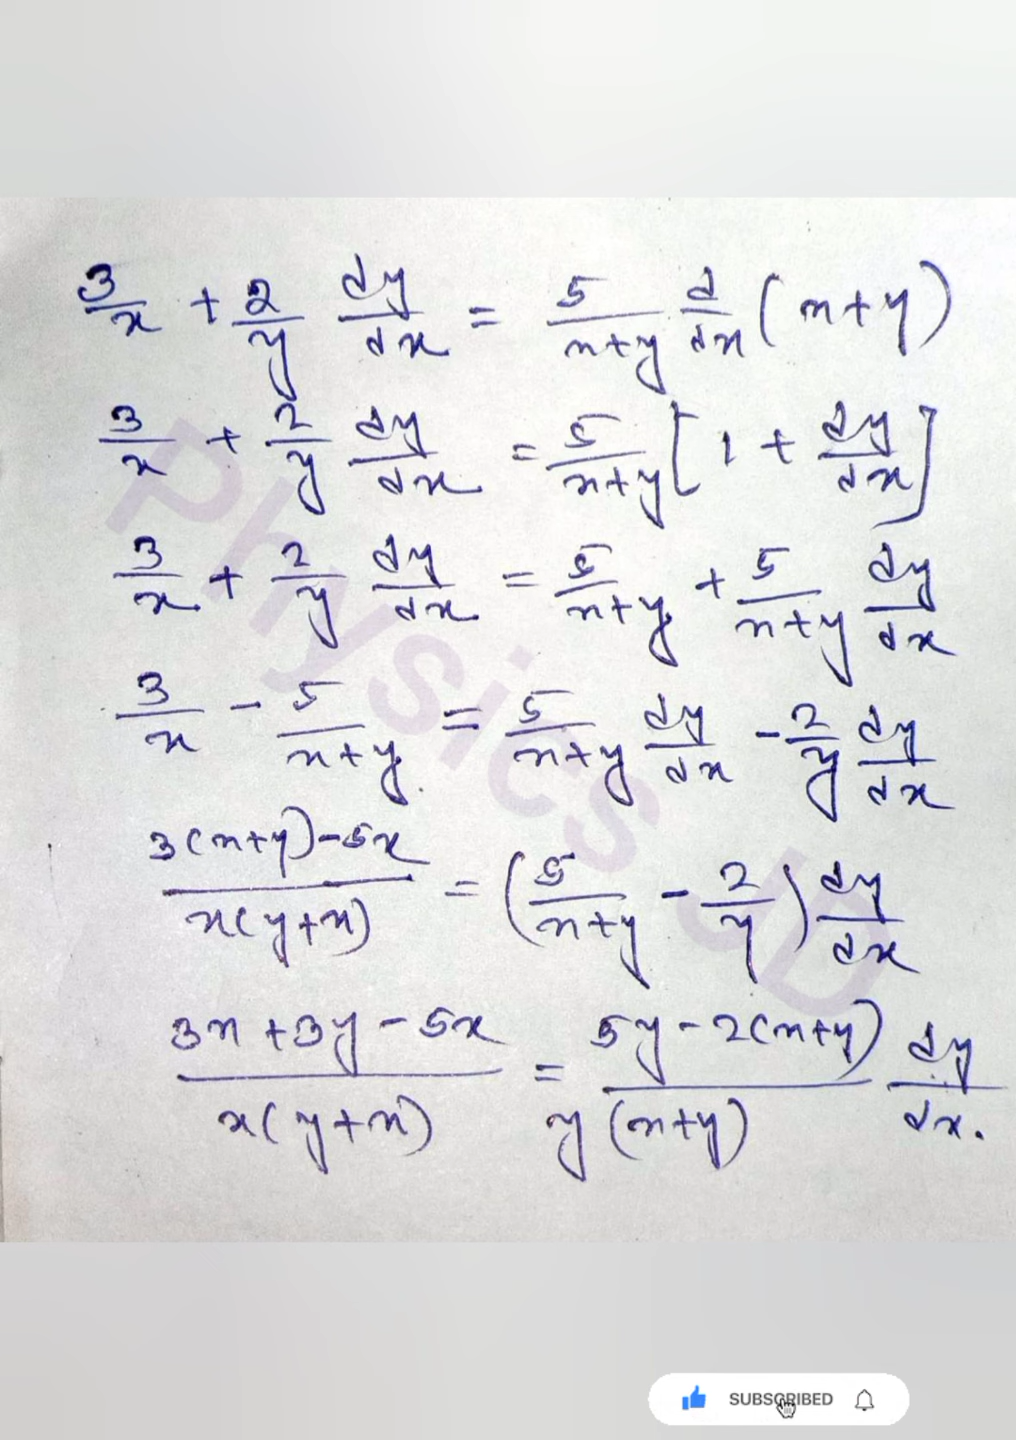 3/x + 2/y dy/dx = 5/x+y d/dx (x+y)
3/x + 2/y dy/dx = 5/x+y [1 + dy/dx]
3/x + 2/y dy/dx = 5/x+y + 5/x+y dy/dx
3/x - 5/x+y = 5/x+y dy/dx - 2/y dy/dx
3(x+y)-5x / x(y+x) = (5/x+y - 2/y) dy/dx
3x+3y-5x / x(y+x) = 5y-2(x+y) / y(x+y) dy/dx.
Physics JD
SUBSCRIBED